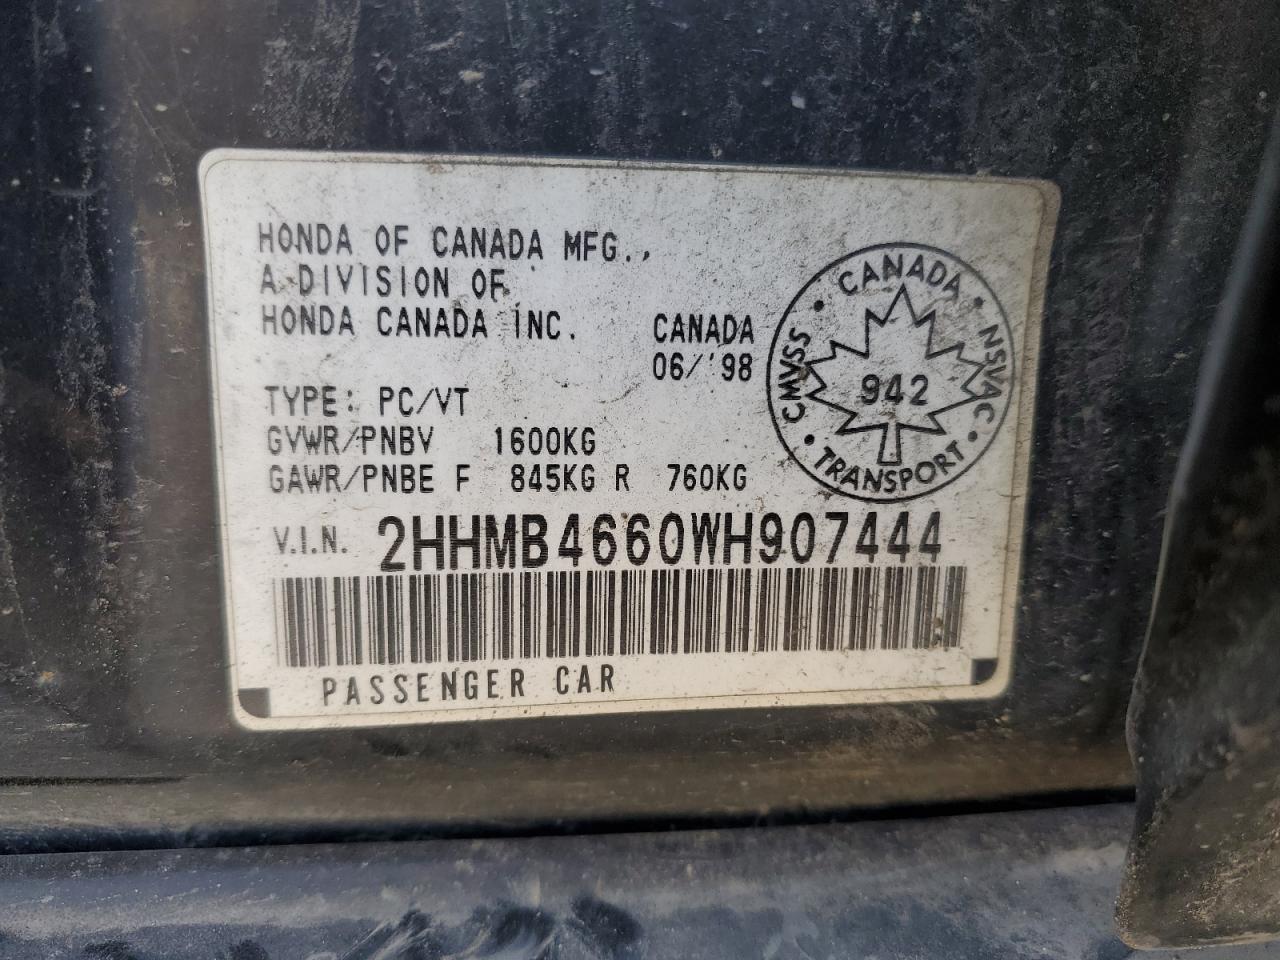 HONDA OF CANADA MFG.,
A DIVISION OF
HONDA CANADA INC.
CANADA
06/'98
TYPE: PC/VT
GVWR/PNBV 1600KG
GAWR/PNBE F 845KG R 760KG
CANADA • NSVAC • TRANSPORT • CMVSS •
942
V.I.N. 2HHMB4660WH907444
PASSENGER CAR